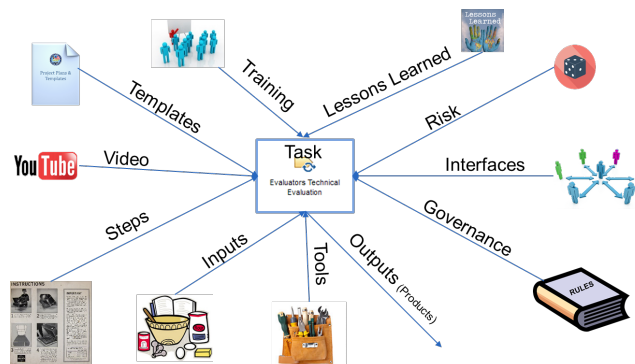 Lessons
Learned
Project Plans &
Templates
Training
Lessons Learned
Templates
Risk
Task
Evaluators Technical
Evaluation
YouTube
Video
Interfaces
Steps
Inputs
Tools
Outputs (Products)
Governance
INSTRUCTIONS
RULES